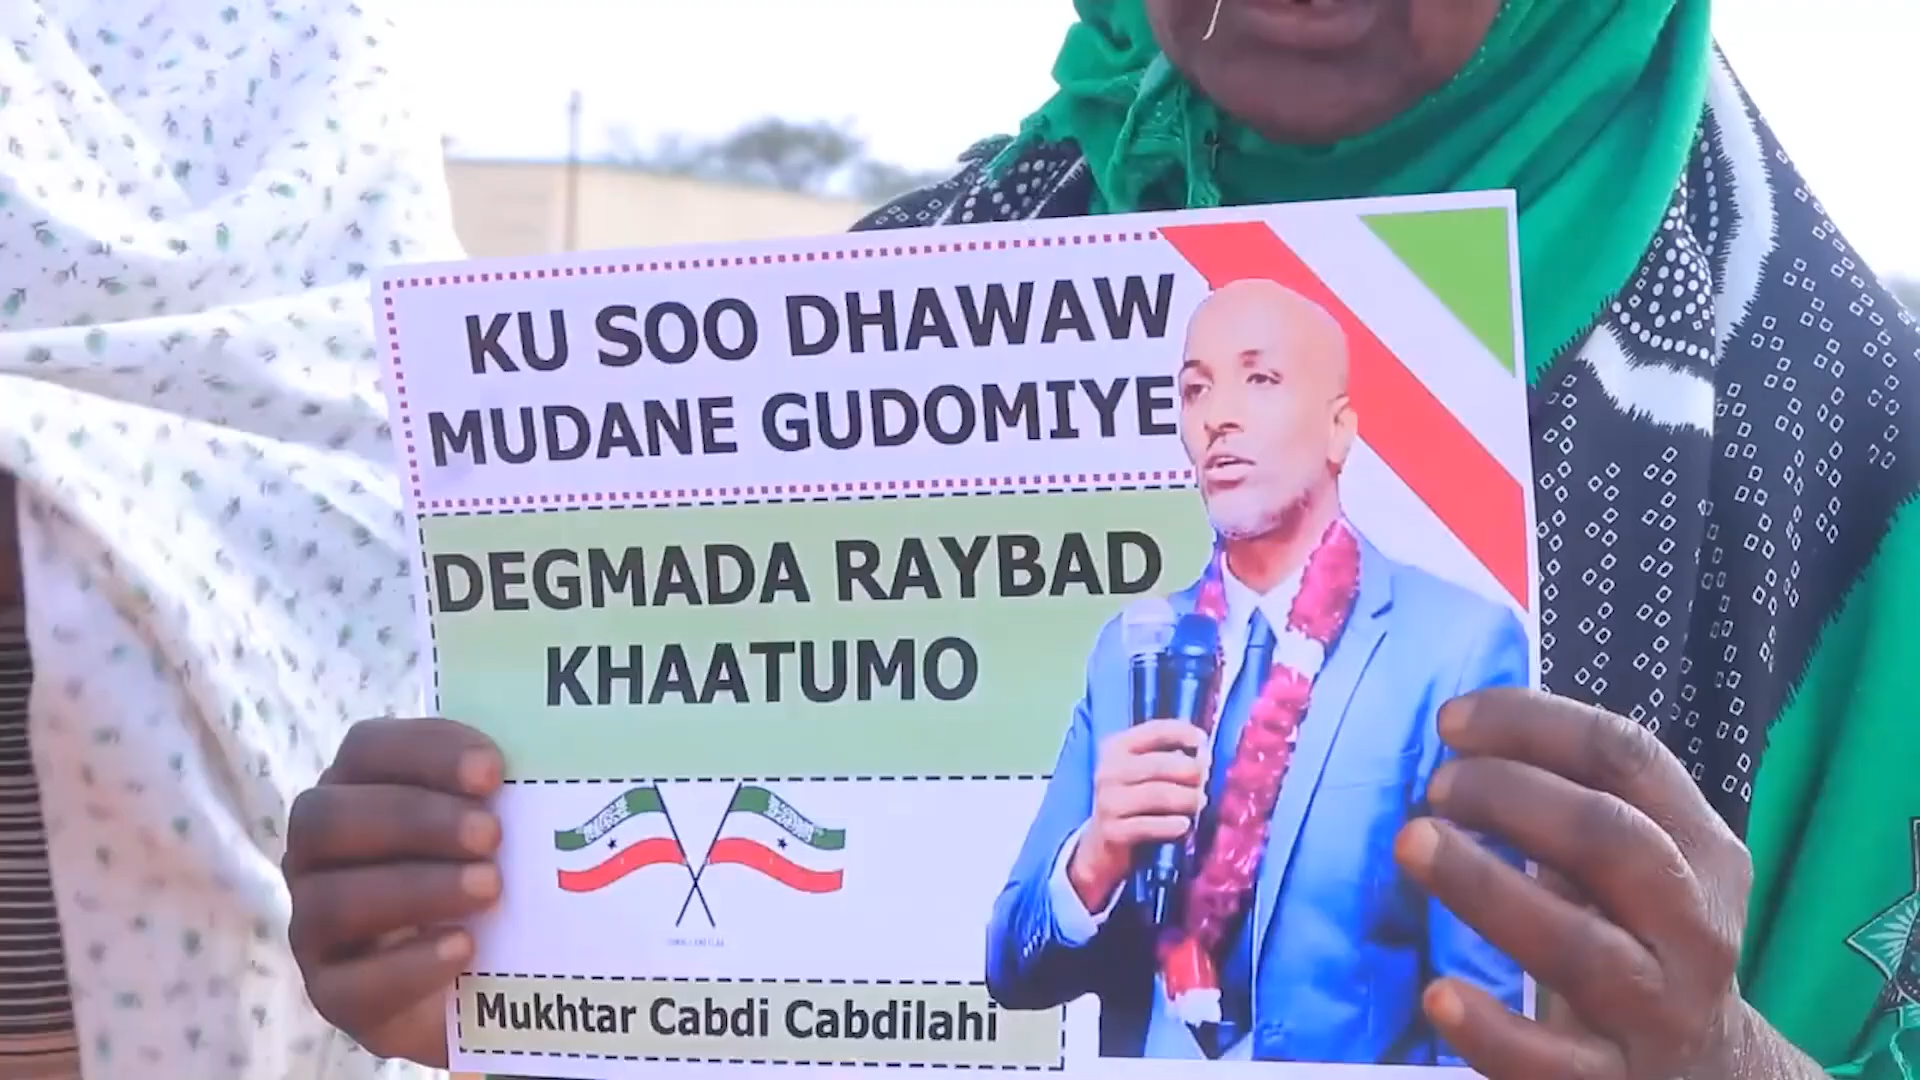 KU SOO DHAWAW
MUDANE GUDOMIYE
DEGMADA RAYBAD
KHAATUMO
Mukhtar Cabdi Cabdilahi